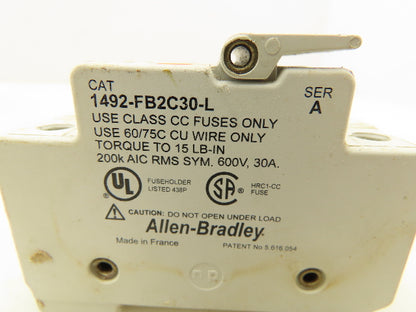 CAT
1492-FB2C30-L
SER
A
USE CLASS CC FUSES ONLY
USE 60/75C CU WIRE ONLY
TORQUE TO 15 LB-IN
200k AIC RMS SYM. 600V, 30A.
UL
FUSEHOLDER
LISTED 438P
SA
HRC1-CC
FUSE
CAUTION: DO NOT OPEN UNDER LOAD
Allen-Bradley
Made in France
PATENT No 5.616.054